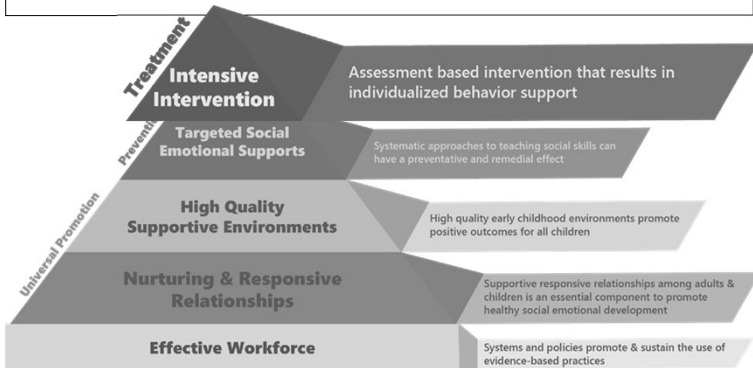 Treatment
Intensive
Intervention
Assessment based intervention that results in
individualized behavior support
Targeted Social
Emotional Supports
Systematic approaches to teaching social skills can
have a preventative and remedial effect
Universal Promotion
High Quality
Supportive Environments
High quality early childhood environments promote
positive outcomes for all children
Nurturing & Responsive
Relationships
Supportive responsive relationships among adults &
children is an essential component to promote
healthy social emotional development
Effective Workforce
Systems and policies promote & sustain the use of
evidence-based practices